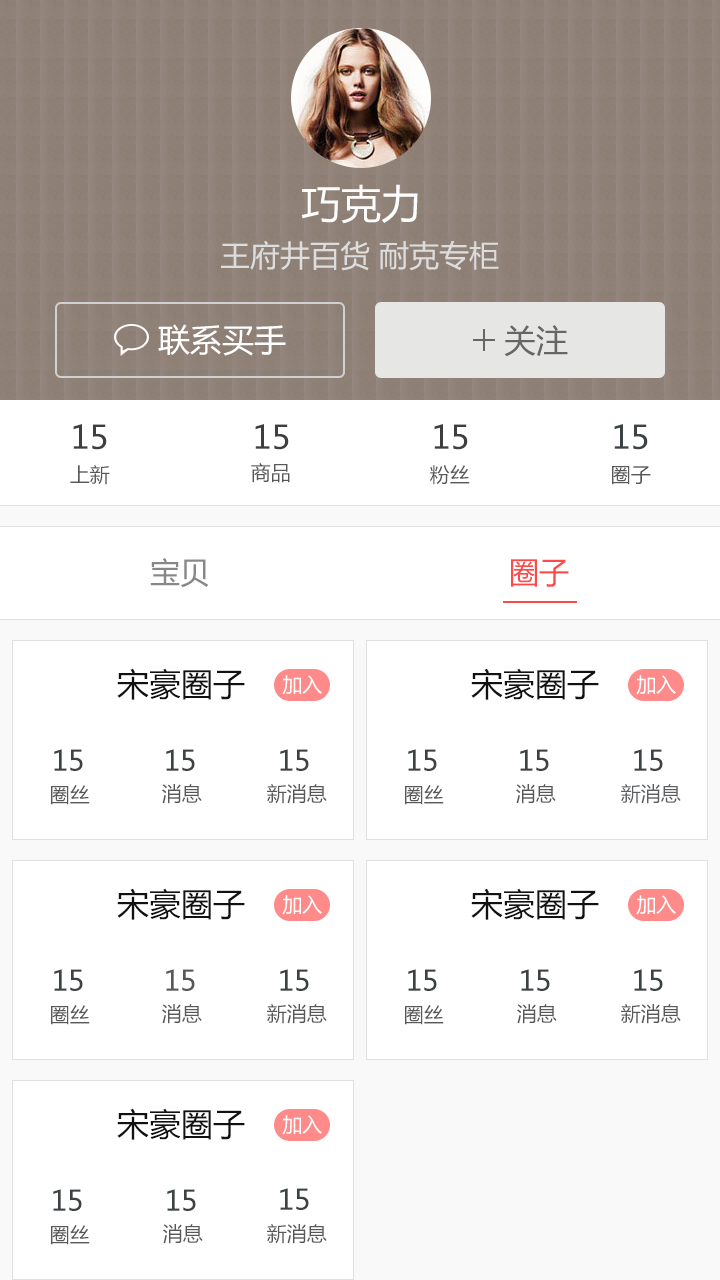 巧克力
王府井百货 耐克专柜
联系买手
+ 关注
15 15 15 15
上新 商品 粉丝 圈子
宝贝 圈子
宋豪圈子 加入 宋豪圈子 加入
15 15 15 15 15 15
圈丝 消息 新消息 圈丝 消息 新消息
宋豪圈子 加入 宋豪圈子 加入
15 15 15 15 15 15
圈丝 消息 新消息 圈丝 消息 新消息
宋豪圈子 加入
15 15 15
圈丝 消息 新消息